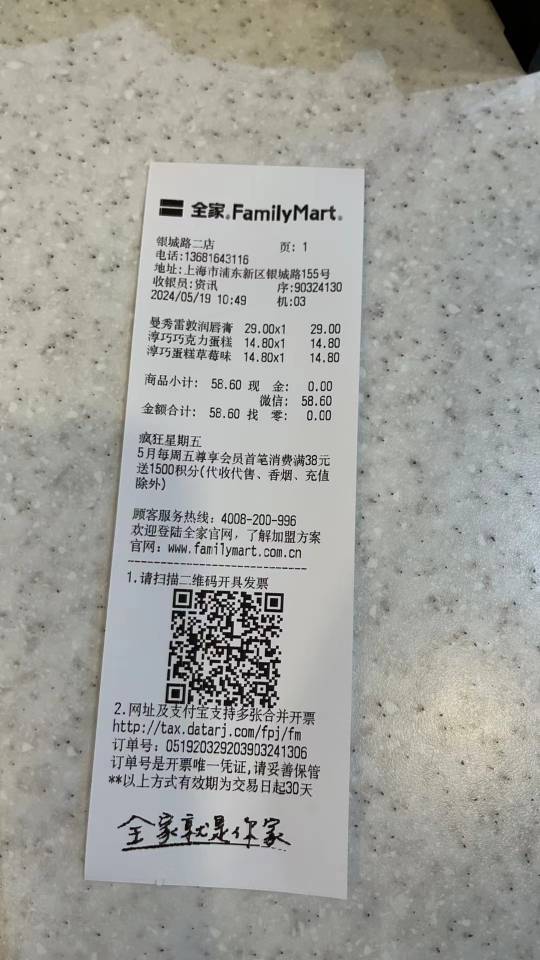 全家®FamilyMart®
银城路二店 页: 1
电话:13681643116
地址:上海市浦东新区银城路155号
收银员:资讯 序:90324130
2024/05/19 10:49 机:03
曼秀雷敦润唇膏 29.00x1 29.00
淳巧巧克力蛋糕 14.80x1 14.80
淳巧蛋糕草莓味 14.80x1 14.80
商品小计: 58.60 现 金: 0.00
微信: 58.60
金额合计: 58.60 找 零: 0.00
疯狂星期五
5月每周五尊享会员首笔消费满38元
送1500积分(代收代售、香烟、充值
除外)
顾客服务热线: 4008-200-996
欢迎登陆全家官网，了解加盟方案
官网: www.familymart.com.cn
------------------------------
1.请扫描二维码开具发票
2.网址及支付宝支持多张合并开票
http://tax.datarj.com/fpj/fm
订单号: 051920329203903241306
订单号是开票唯一凭证,请妥善保管
**以上方式有效期为交易日起30天
全家就是你家